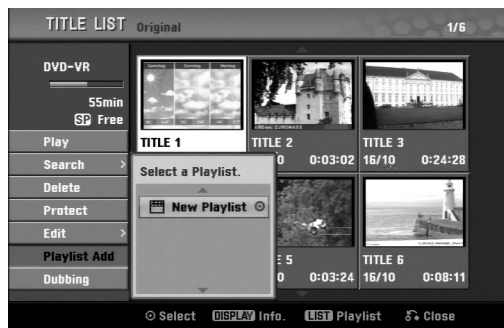 TITLE LIST Original 1/6
DVD-VR
55min
SP Free
Play
Search >
Delete
Protect
Edit >
Playlist Add
Dubbing
TITLE 1
TITLE 2
0 0:03:02
TITLE 3
16/10 0:24:28
Select a Playlist.
New Playlist
E 5
0 0:03:24
TITLE 6
16/10 0:08:11
Select DISPLAY Info. LIST Playlist Close